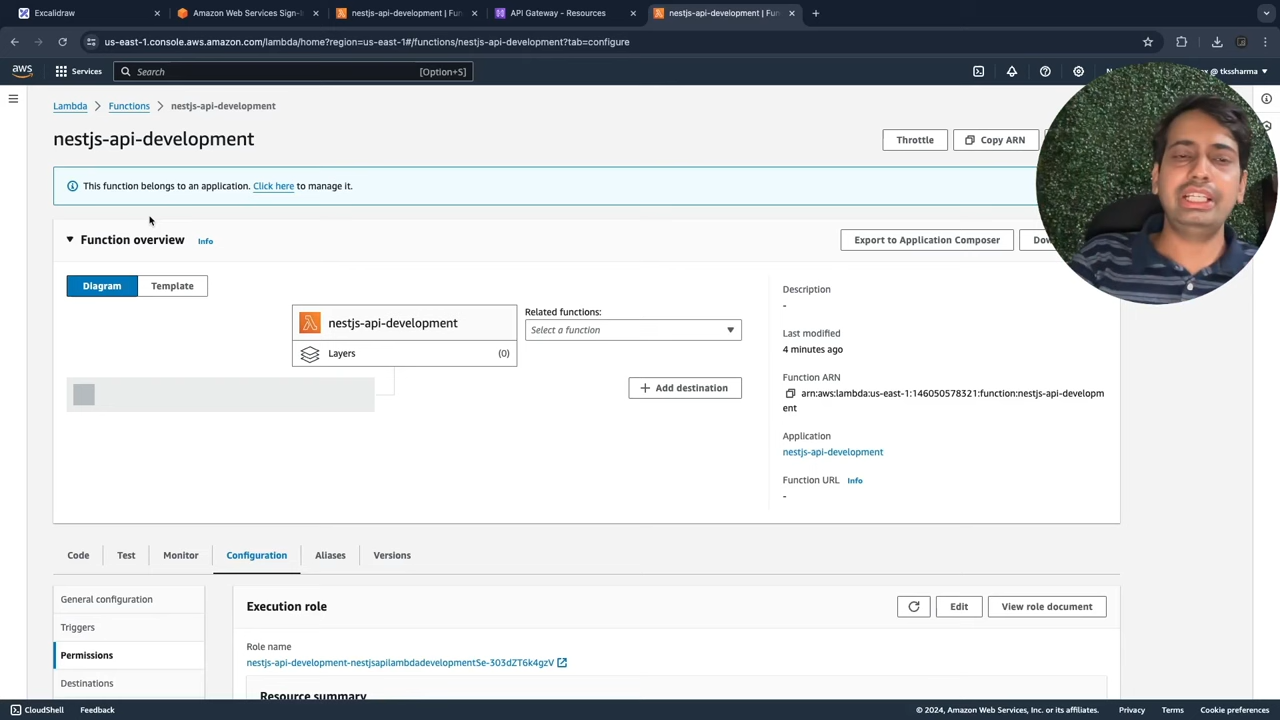 Excalidraw
Amazon Web Services Sign-I
nestjs-api-development | Fun
API Gateway - Resources
nestjs-api-development | Fun
us-east-1.console.aws.amazon.com/lambda/home?region=us-east-1#/functions/nestjs-api-development?tab=configure
aws
Services
Search
[Option+S]
@ tkssharma
Lambda
Functions
nestjs-api-development
nestjs-api-development
Throttle
Copy ARN
This function belongs to an application. Click here to manage it.
Function overview
Info
Export to Application Composer
Diagram
Template
nestjs-api-development
Layers
(0)
Related functions:
Select a function
Add destination
Description
-
Last modified
4 minutes ago
Function ARN
arn:aws:lambda:us-east-1:146050578321:function:nestjs-api-developm
ent
Application
nestjs-api-development
Function URL
Info
-
Code
Test
Monitor
Configuration
Aliases
Versions
General configuration
Triggers
Permissions
Destinations
Execution role
Edit
View role document
Role name
nestjs-api-development-nestjsapilambdadevelopmentSe-303dZT6k4gzV
Resource summary
CloudShell
Feedback
© 2024, Amazon Web Services, Inc. or its affiliates.
Privacy
Terms
Cookie preferences